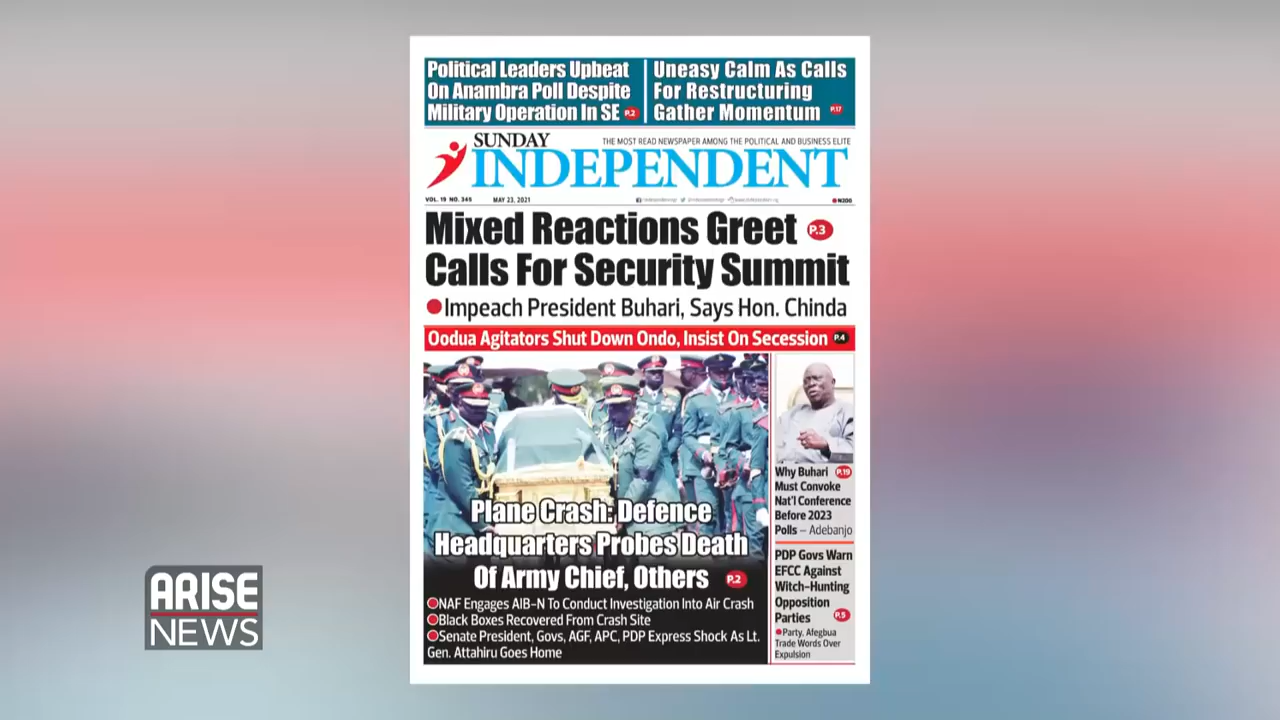 Political Leaders Upbeat
On Anambra Poll Despite
Military Operation In SE P.2
Uneasy Calm As Calls
For Restructuring
Gather Momentum P.17
SUNDAY
THE MOST READ NEWSPAPER AMONG THE POLITICAL AND BUSINESS ELITE
INDEPENDENT
VOL. 19 NO. 345
MAY 23, 2021
N200
Mixed Reactions Greet P.3
Calls For Security Summit
Impeach President Buhari, Says Hon. Chinda
Oodua Agitators Shut Down Ondo, Insist On Secession P.4
Plane Crash: Defence
Headquarters Probes Death
Of Army Chief, Others P.2
NAF Engages AIB-N To Conduct Investigation Into Air Crash
Black Boxes Recovered From Crash Site
Senate President, Govs, AGF, APC, PDP Express Shock As Lt.
Gen. Attahiru Goes Home
Why Buhari P.19
Must Convoke
Nat'l Conference
Before 2023
Polls – Adebanjo
PDP Govs Warn
EFCC Against
Witch-Hunting
Opposition
Parties P.5
Party, Afegbua
Trade Words Over
Expulsion
ARISE
NEWS